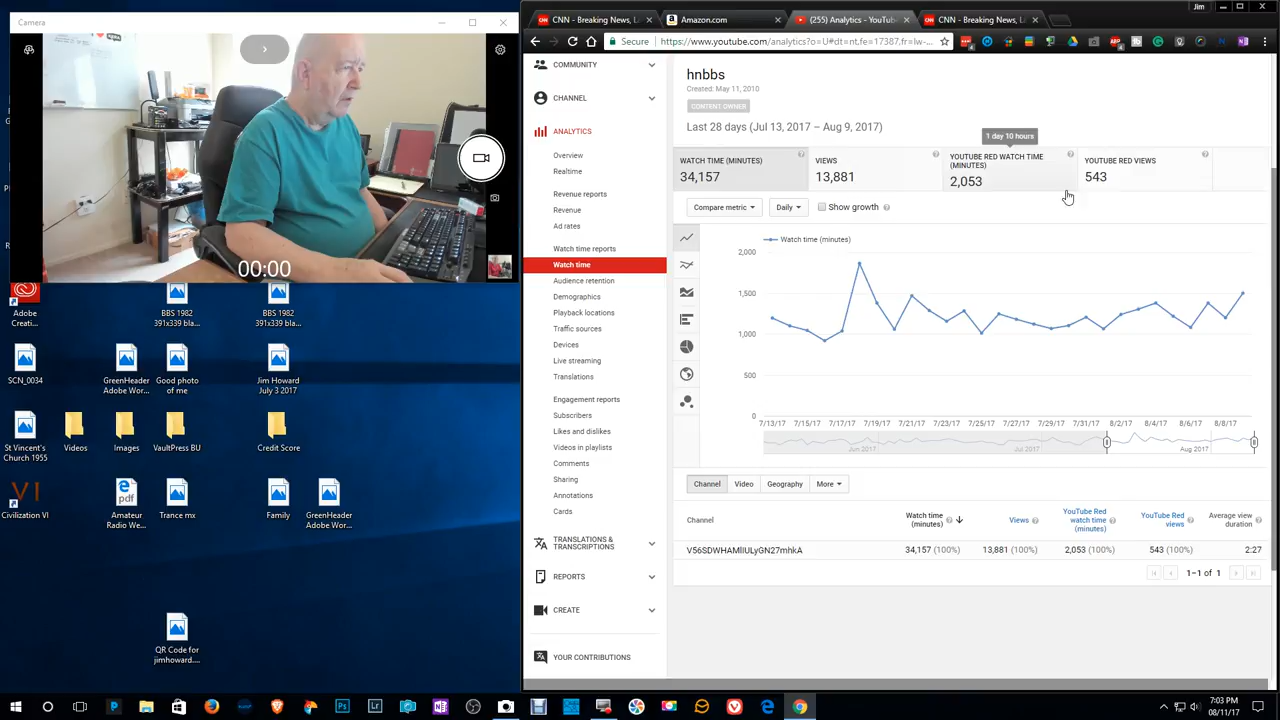 Camera
00:00
Adobe
Creati...
BBS 1982
391x339 bla...
BBS 1982
391x339 bla...
SCN_0034
GreenHeader
Adobe Wor...
Good photo
of me
Jim Howard
July 3 2017
St Vincent's
Church 1955
Videos
Images
VaultPress BU
Credit Score
Civilization VI
Amateur
Radio We...
Trance mx
Family
GreenHeader
Adobe Wor...
QR Code for
jimhoward....
Jim
CNN - Breaking News, La
Amazon.com
(255) Analytics - YouTube
CNN - Breaking News, La
Secure
https://www.youtube.com/analytics?o=U#dt=nt,fe=17387,fr=lw-...
COMMUNITY
CHANNEL
ANALYTICS
Overview
Realtime
Revenue reports
Revenue
Ad rates
Watch time reports
Watch time
Audience retention
Demographics
Playback locations
Traffic sources
Devices
Live streaming
Translations
Engagement reports
Subscribers
Likes and dislikes
Videos in playlists
Comments
Sharing
Annotations
Cards
TRANSLATIONS &
TRANSCRIPTIONS
REPORTS
CREATE
YOUR CONTRIBUTIONS
hnbbs
Created: May 11, 2010
CONTENT OWNER
Last 28 days (Jul 13, 2017 – Aug 9, 2017)
1 day 10 hours
WATCH TIME (MINUTES)
34,157
VIEWS
13,881
YOUTUBE RED WATCH TIME
(MINUTES)
2,053
YOUTUBE RED VIEWS
543
Compare metric
Daily
Show growth
Watch time (minutes)
2,000
1,500
1,000
500
0
7/13/17 7/15/17 7/17/17 7/19/17 7/21/17 7/23/17 7/25/17 7/27/17 7/29/17 7/31/17 8/2/17 8/4/17 8/6/17 8/8/17
Jun 2017 Jul 2017 Aug 2017
Channel Video Geography More
Channel
Watch time
(minutes)
Views
YouTube Red
watch time
(minutes)
YouTube Red
views
Average view
duration
V56SDWHAMlIULyGN27mhkA 34,157 (100%) 13,881 (100%) 2,053 (100%) 543 (100%) 2:27
1–1 of 1
7:03 PM
08/11/17